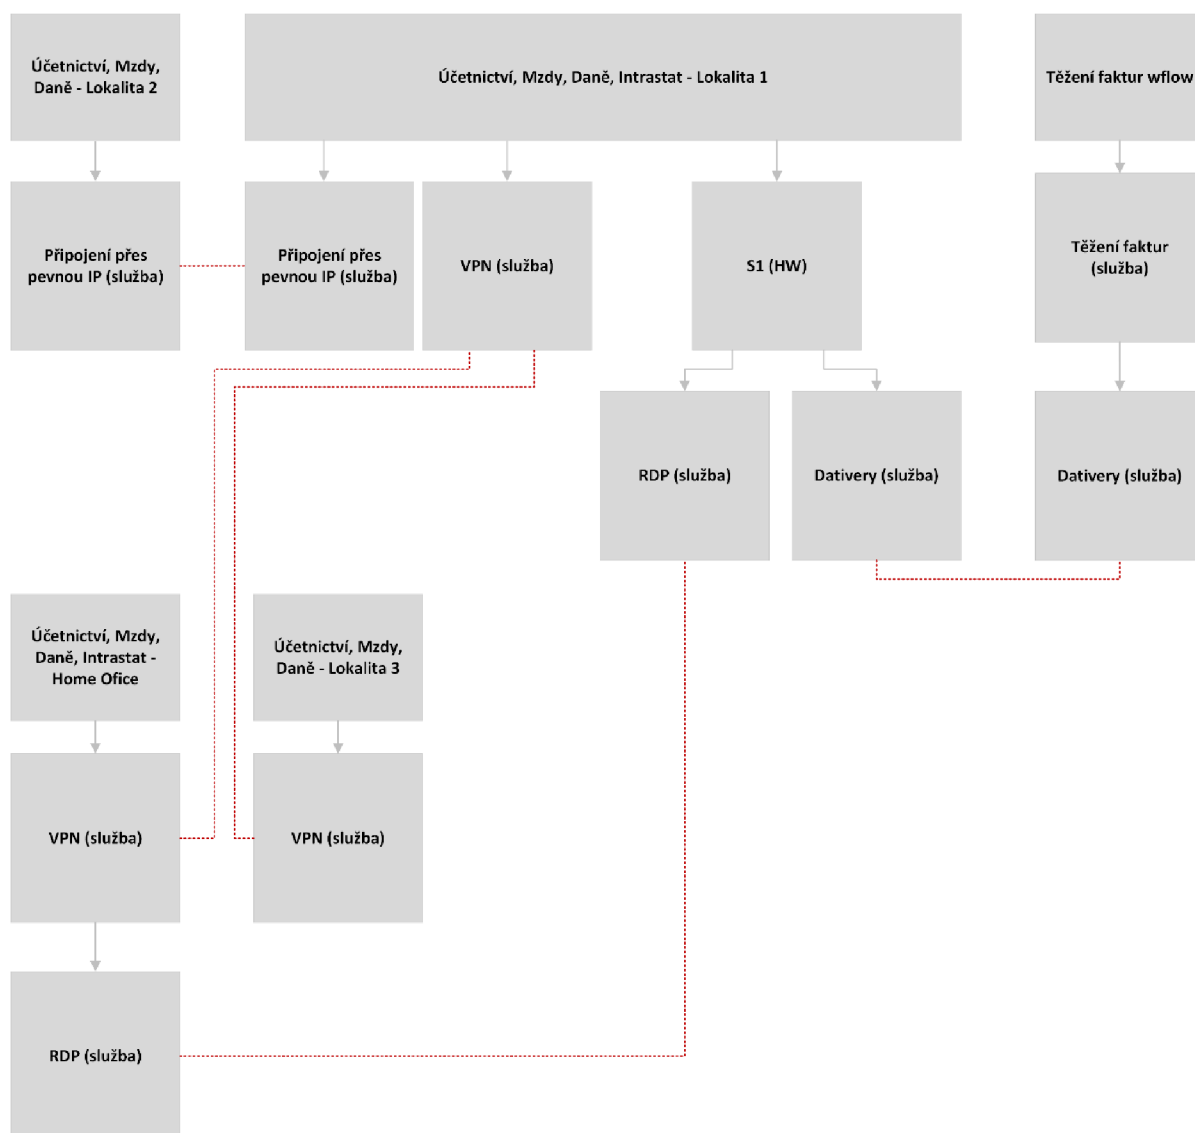 Účetnictví, Mzdy,
Daně - Lokalita 2
Účetnictví, Mzdy, Daně, Intrastat - Lokalita 1
Těžení faktur wflow
Připojení přes
pevnou IP (služba)
Připojení přes
pevnou IP (služba)
VPN (služba)
S1 (HW)
Těžení faktur
(služba)
RDP (služba)
Dativery (služba)
Dativery (služba)
Účetnictví, Mzdy,
Daně, Intrastat -
Home Ofice
Účetnictví, Mzdy,
Daně - Lokalita 3
VPN (služba)
VPN (služba)
RDP (služba)